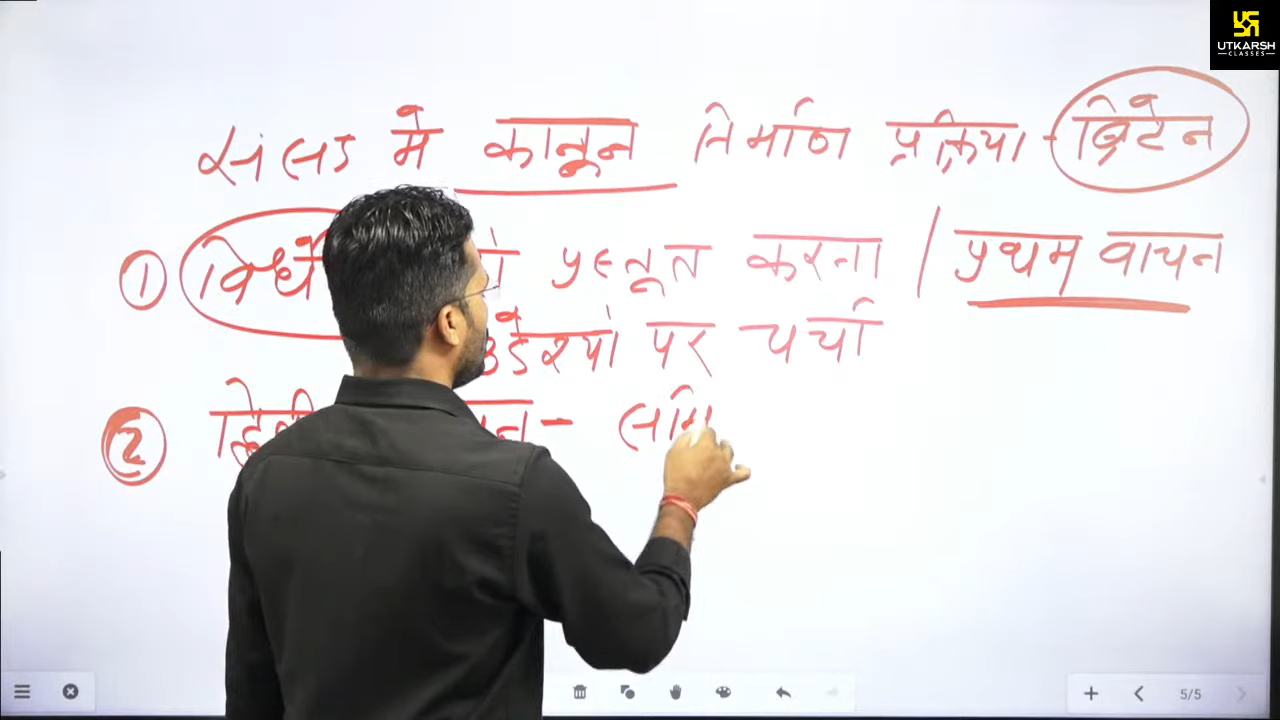 UTKARSH
CLASSES
संसद मे कानून निर्माण प्रक्रिया - ब्रिटेन
1 प्रस्तूत करना / प्रथम वाचन
उदेश्यों पर चर्चा
2 -
5/5